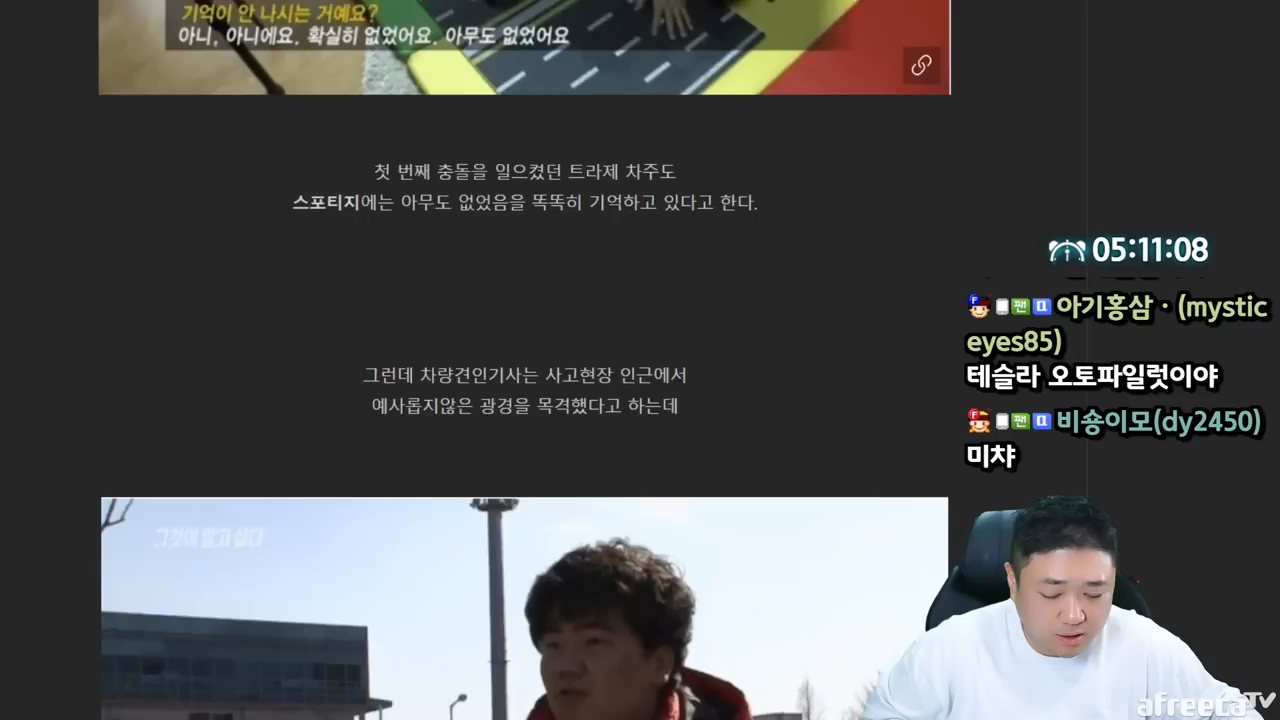 기억이 안 나시는 거예요?
아니, 아니에요. 확실히 없었어요. 아무도 없었어요
첫 번째 충돌을 일으켰던 트라제 차주도
스포티지에는 아무도 없었음을 똑똑히 기억하고 있다고 한다.
05:11:08
아기홍삼 · (mystic
eyes85)
테슬라 오토파일럿이야
비숑이모(dy2450)
미챠
그런데 차량견인기사는 사고현장 인근에서
예사롭지않은 광경을 목격했다고 하는데
그것이 알고 싶다
afreecaTV